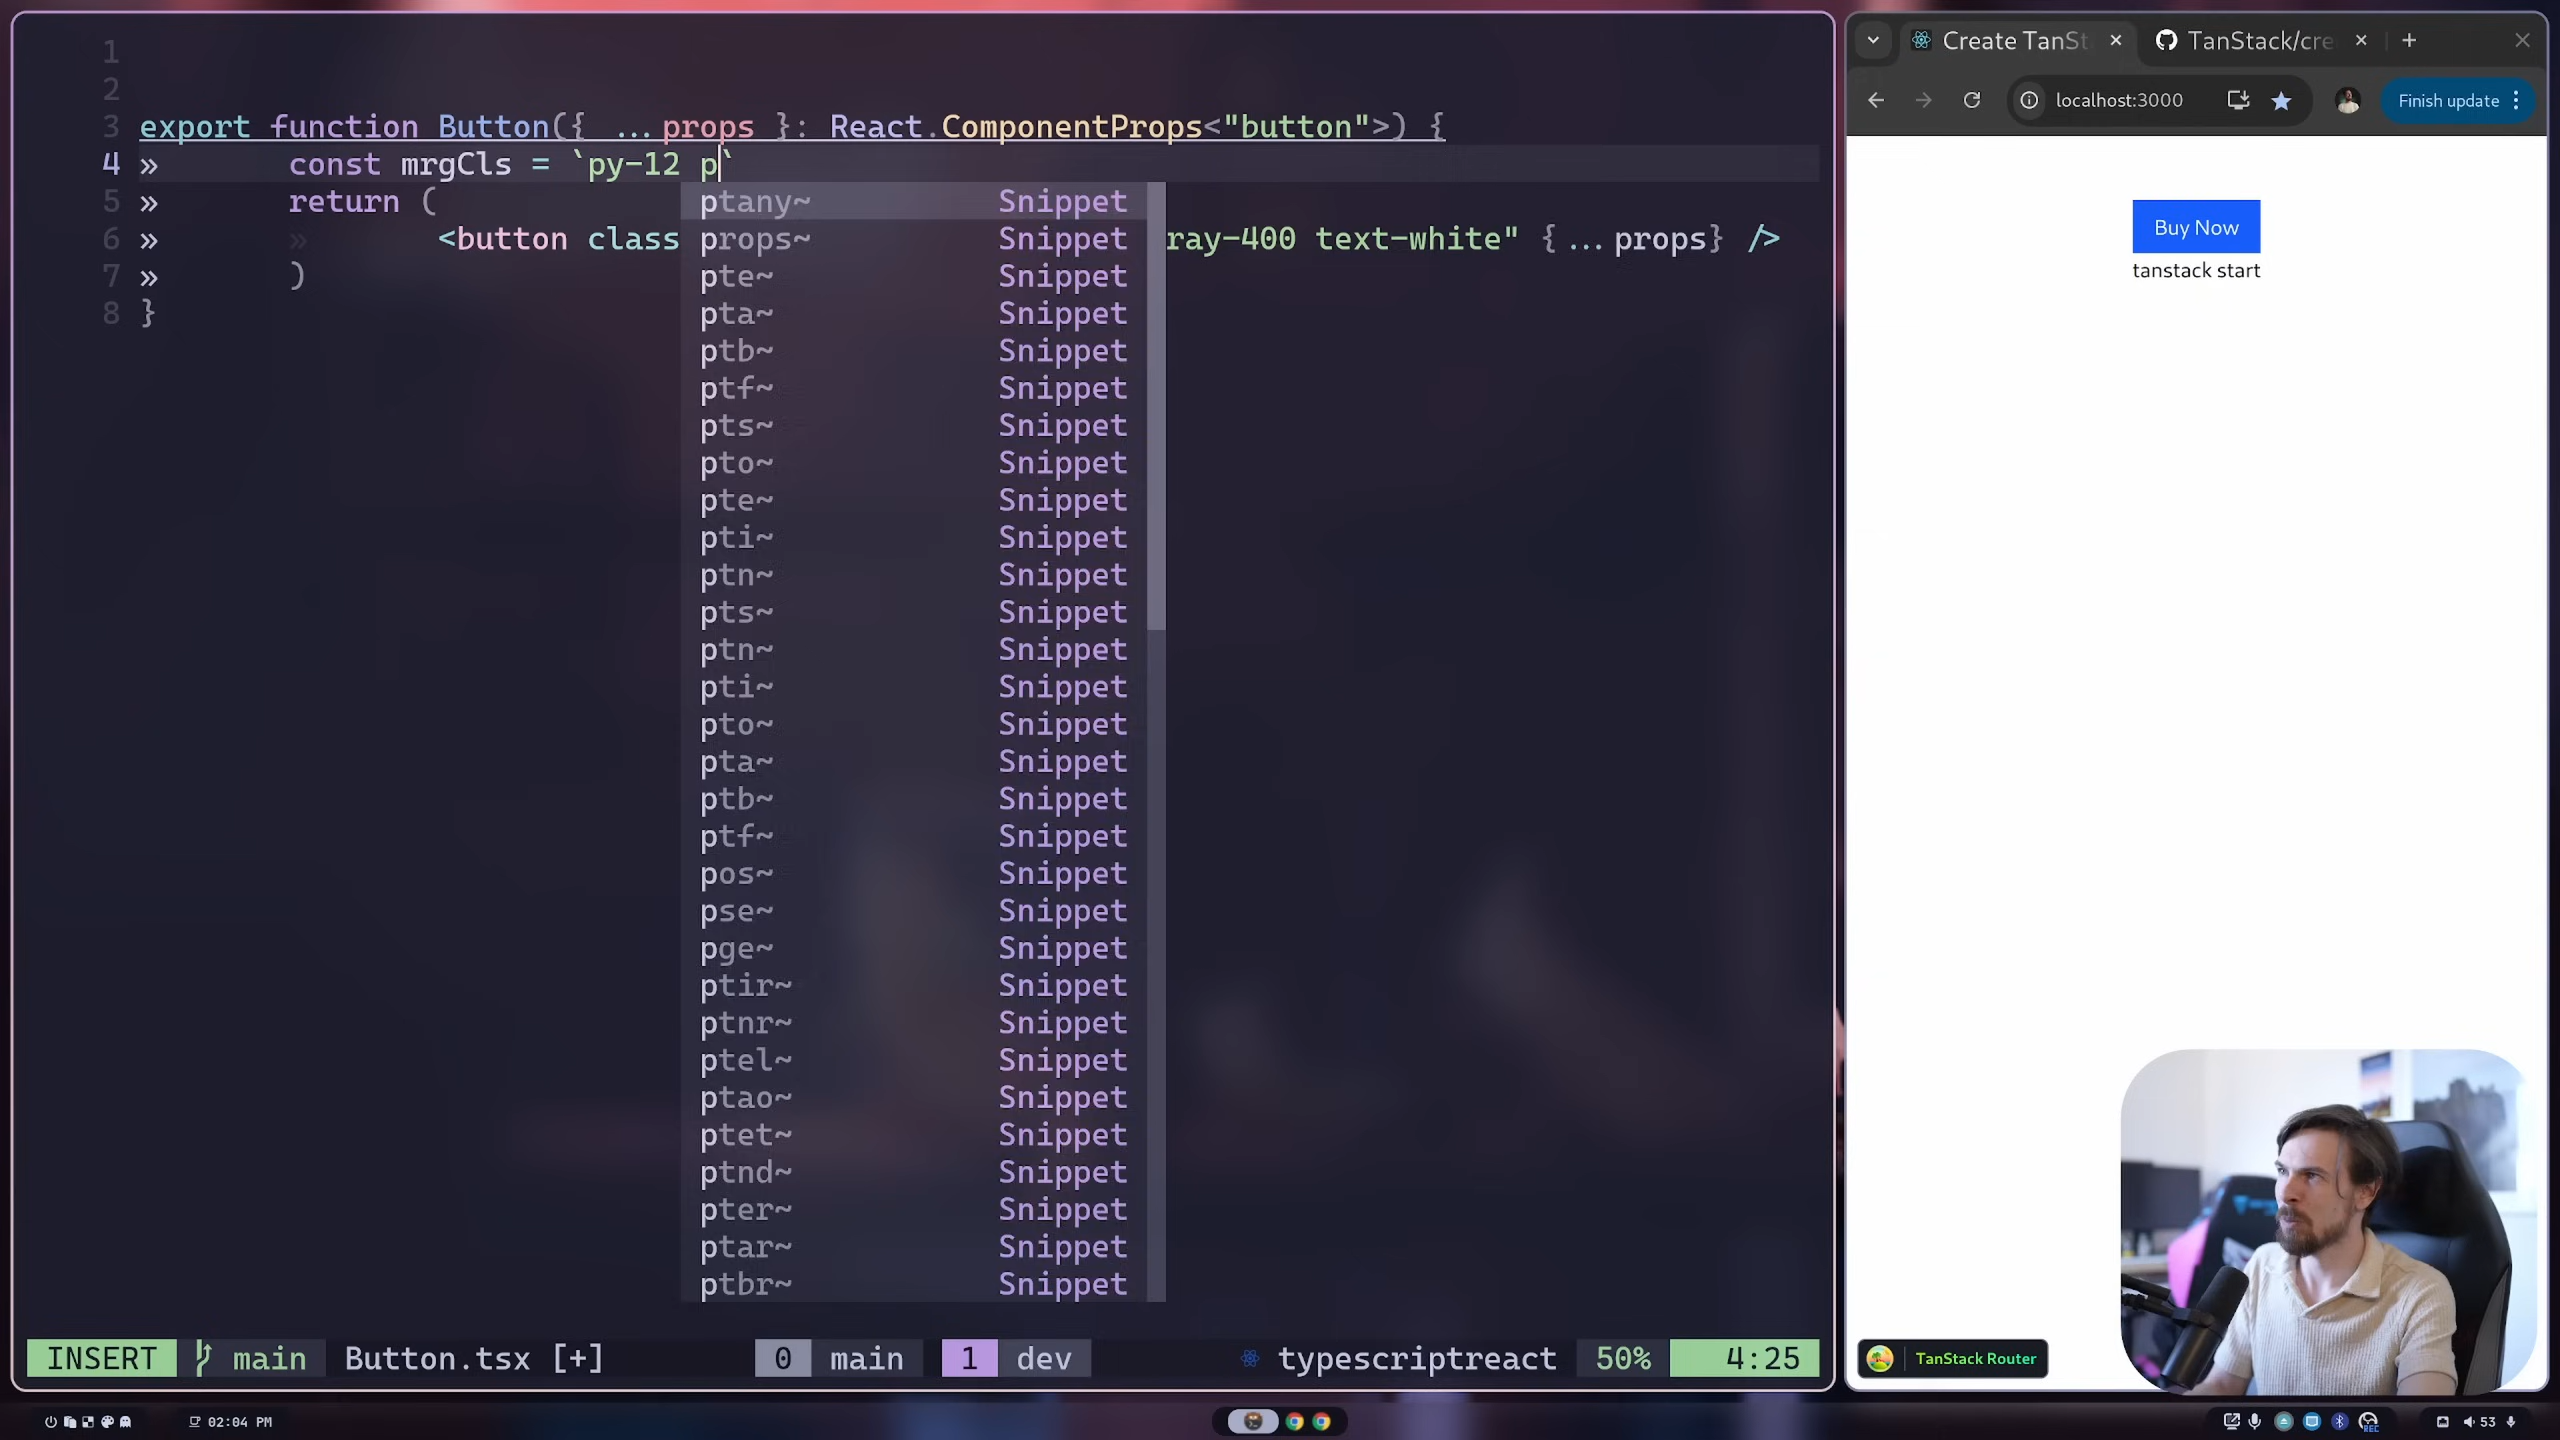 1
2
3 export function Button({ ...props }: React.ComponentProps<"button">) {
4 » const mrgCls = `py-12 p`
5 » return (
6 » » <button class
ray-400 text-white" {...props} />
7 » )
8 }
ptany~ Snippet
props~ Snippet
pte~ Snippet
pta~ Snippet
ptb~ Snippet
ptf~ Snippet
pts~ Snippet
pto~ Snippet
pte~ Snippet
pti~ Snippet
ptn~ Snippet
pts~ Snippet
ptn~ Snippet
pti~ Snippet
pto~ Snippet
pta~ Snippet
ptb~ Snippet
ptf~ Snippet
pos~ Snippet
pse~ Snippet
pge~ Snippet
ptir~ Snippet
ptnr~ Snippet
ptel~ Snippet
ptao~ Snippet
ptet~ Snippet
ptnd~ Snippet
pter~ Snippet
ptar~ Snippet
ptbr~ Snippet
INSERT main Button.tsx [+] 0 main 1 dev typescriptreact 50% 4:25
Create TanSt
TanStack/cre
localhost:3000
Finish update
Buy Now
tanstack start
TanStack Router
02:04 PM
REC
53